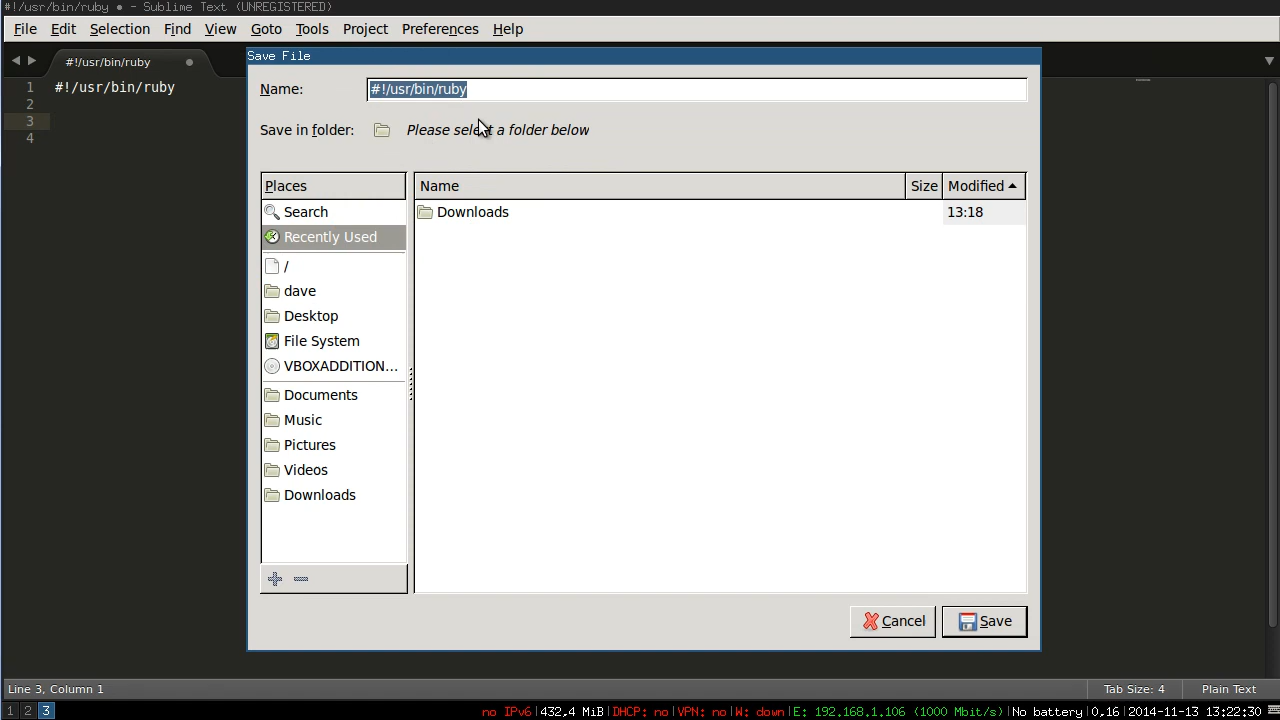 #!/usr/bin/ruby • - Sublime Text (UNREGISTERED)
File Edit Selection Find View Goto Tools Project Preferences Help
#!/usr/bin/ruby
1 #!/usr/bin/ruby
2
3
4
Save File
Name: #!/usr/bin/ruby
Save in folder: Please select a folder below
Places
Search
Recently Used
/
dave
Desktop
File System
VBOXADDITION...
Documents
Music
Pictures
Videos
Downloads
Name Size Modified
Downloads 13:18
Cancel Save
Line 3, Column 1 Tab Size: 4 Plain Text
1 2 3 no IPv6|432,4 MiB|DHCP: no|VPN: no|W: down|E: 192.168.1.106 (1000 Mbit/s)|No battery|0,16|2014-11-13 13:22:30